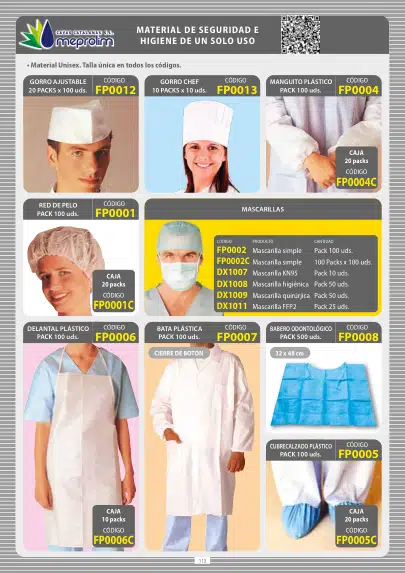 CAVAS CATALANAS S.L.
meprolim
MATERIAL DE SEGURIDAD E
HIGIENE DE UN SOLO USO
• Material Unisex. Talla única en todos los códigos.
GORRO AJUSTABLE
20 PACKS x 100 uds.
CÓDIGO
FP0012
GORRO CHEF
10 PACKS x 10 uds.
CÓDIGO
FP0013
MANGUITO PLÁSTICO
PACK 100 uds.
CÓDIGO
FP0004
CAJA
20 packs
CÓDIGO
FP0004C
RED DE PELO
PACK 100 uds.
CÓDIGO
FP0001
CAJA
20 packs
CÓDIGO
FP0001C
MASCARILLAS
CÓDIGO PRODUCTO CANTIDAD
FP0002 Mascarilla simple Pack 100 uds.
FP0002C Mascarilla simple 100 Packs x 100 uds.
DX1007 Mascarilla KN95 Pack 10 uds.
DX1008 Mascarilla higiénica Pack 50 uds.
DX1009 Mascarilla quirúrjica Pack 50 uds.
DX1011 Mascarilla FFP2 Pack 25 uds.
DELANTAL PLÁSTICO
PACK 100 uds.
CÓDIGO
FP0006
CAJA
10 packs
CÓDIGO
FP0006C
BATA PLÁSTICA
PACK 100 uds.
CÓDIGO
FP0007
CIERRE DE BOTÓN
BABERO ODONTOLÓGICO
PACK 500 uds.
CÓDIGO
FP0008
32 x 48 cm.
CUBRECALZADO PLÁSTICO
PACK 100 uds.
CÓDIGO
FP0005
CAJA
20 packs
CÓDIGO
FP0005C